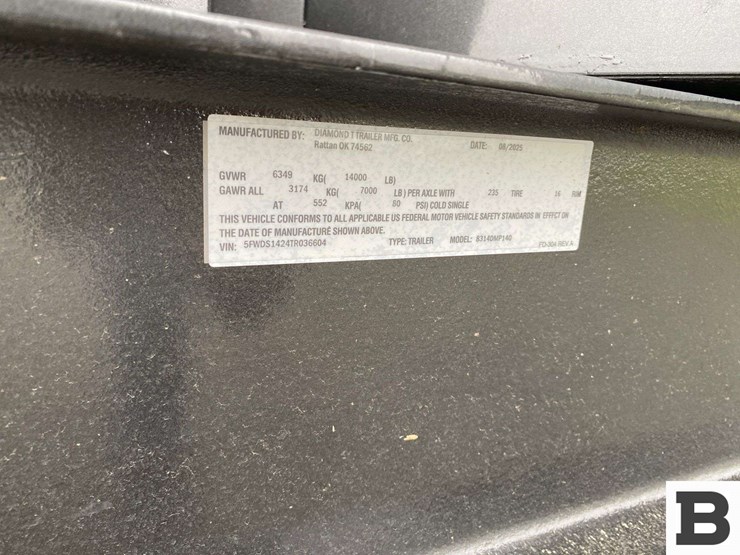 MANUFACTURED BY: DIAMOND T TRAILER MFG. CO. DATE: 08/2025
Rattan OK 74562
GVWR 6349 KG( 14000 LB)
GAWR ALL 3174 KG( 7000 LB) PER AXLE WITH 235 TIRE 16 RIM
AT 552 KPA( 80 PSI) COLD SINGLE
THIS VEHICLE CONFORMS TO ALL APPLICABLE US FEDERAL MOTOR VEHICLE SAFETY STANDARDS IN EFFECT ON
THE DATE OF MANUFACTURE SHOWN ABOVE.
VIN: 5FWDS1424TR036604 TYPE: TRAILER MODEL: 8314DMP140 REV A
B